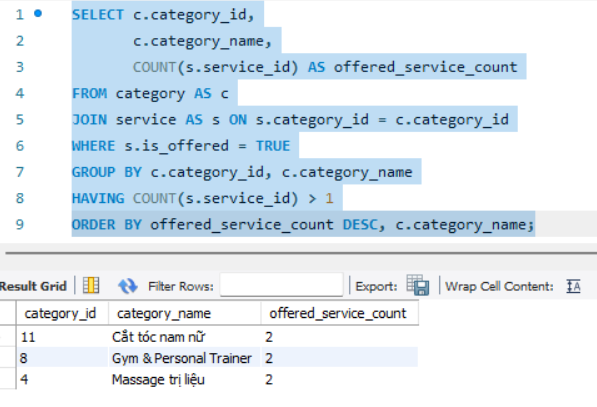 1 SELECT c.category_id,
2 c.category_name,
3 COUNT(s.service_id) AS offered_service_count
4 FROM category AS c
5 JOIN service AS s ON s.category_id = c.category_id
6 WHERE s.is_offered = TRUE
7 GROUP BY c.category_id, c.category_name
8 HAVING COUNT(s.service_id) > 1
9 ORDER BY offered_service_count DESC, c.category_name;
Result Grid Filter Rows: Export: Wrap Cell Content: IA
category_id category_name offered_service_count
11 Cắt tóc nam nữ 2
8 Gym & Personal Trainer 2
4 Massage trị liệu 2